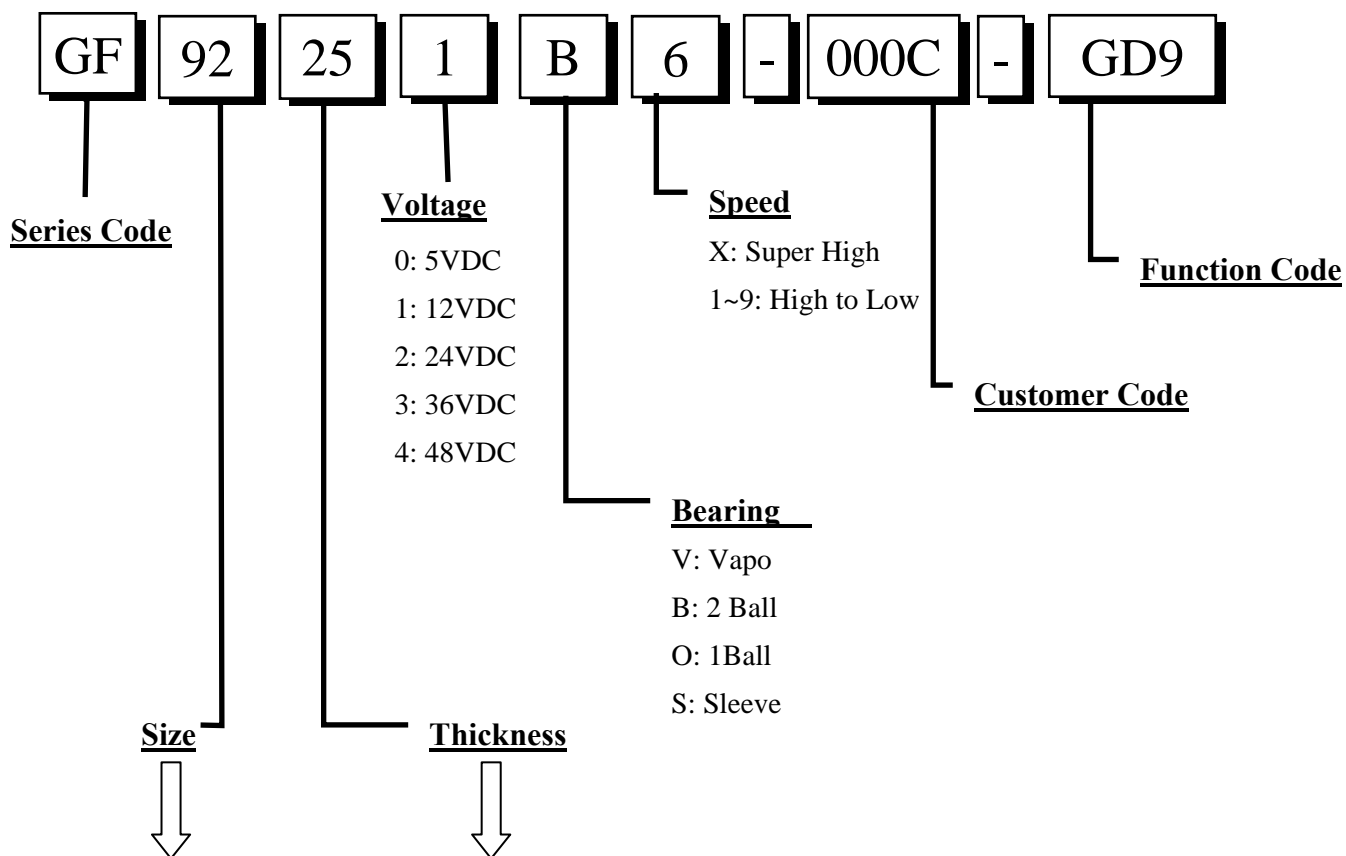 GF 92 25 1 B 6 - 000C - GD9
Series Code
Voltage
0: 5VDC
1: 12VDC
2: 24VDC
3: 36VDC
4: 48VDC
Speed
X: Super High
1~9: High to Low
Function Code
Customer Code
Bearing
V: Vapo
B: 2 Ball
O: 1Ball
S: Sleeve
Size
Thickness